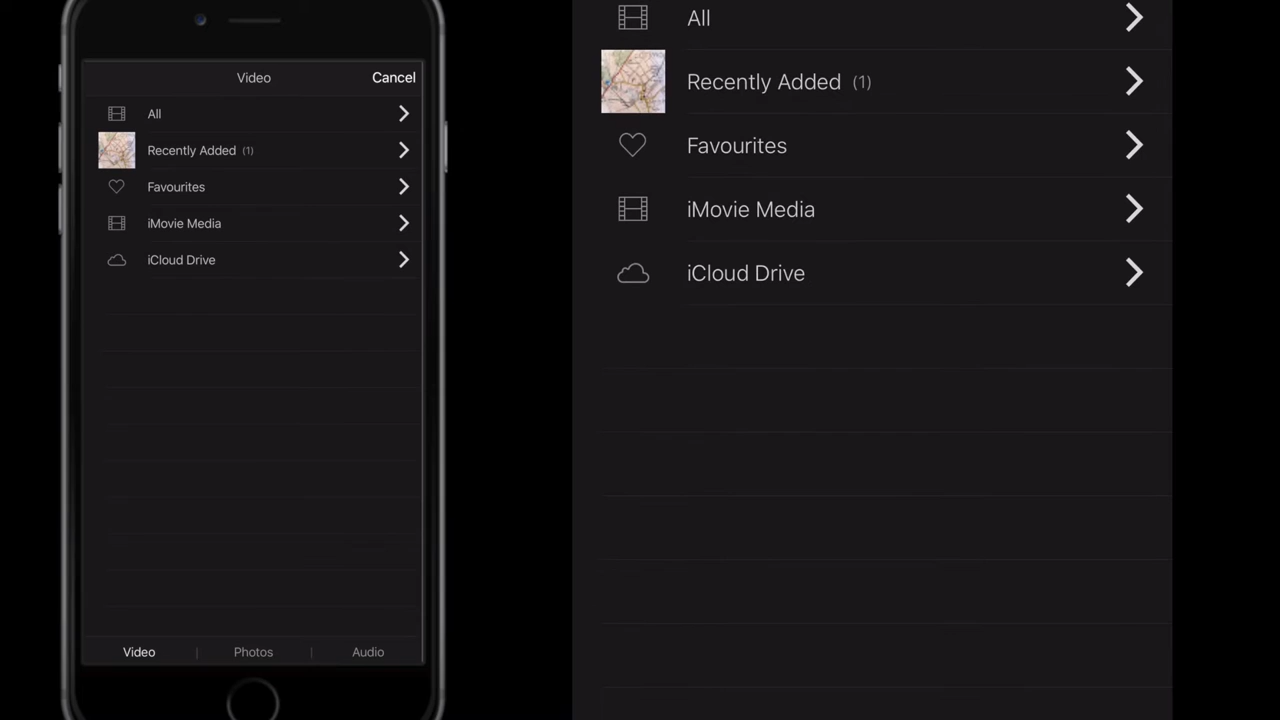 Video
Cancel
All
Recently Added (1)
Favourites
iMovie Media
iCloud Drive
Video | Photos | Audio
All
Recently Added (1)
Favourites
iMovie Media
iCloud Drive